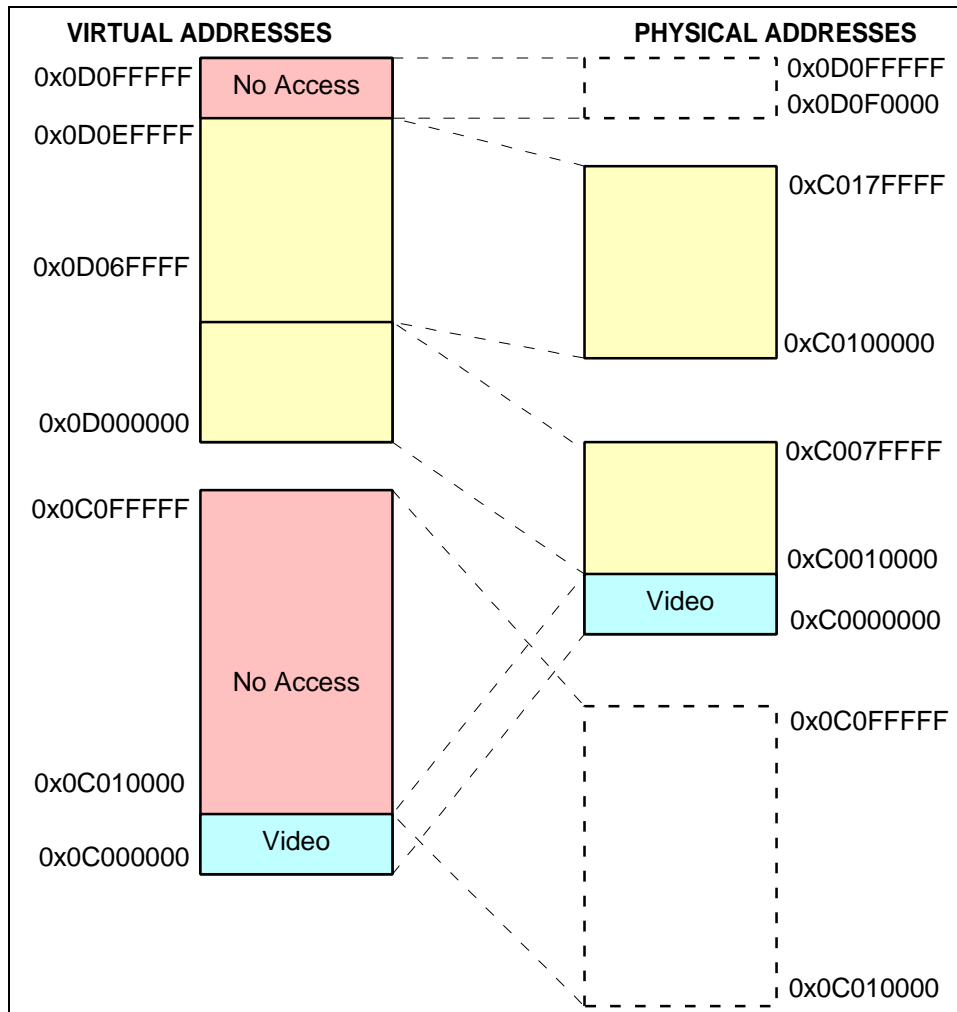 VIRTUAL ADDRESSES
PHYSICAL ADDRESSES
0x0D0FFFFF
No Access
0x0D0EFFFF
0x0D06FFFF
0x0D000000
0x0C0FFFFF
No Access
0x0C010000
Video
0x0C000000
0x0D0FFFFF
0x0D0F0000
0xC017FFFF
0xC0100000
0xC007FFFF
0xC0010000
Video
0xC0000000
0x0C0FFFFF
0x0C010000